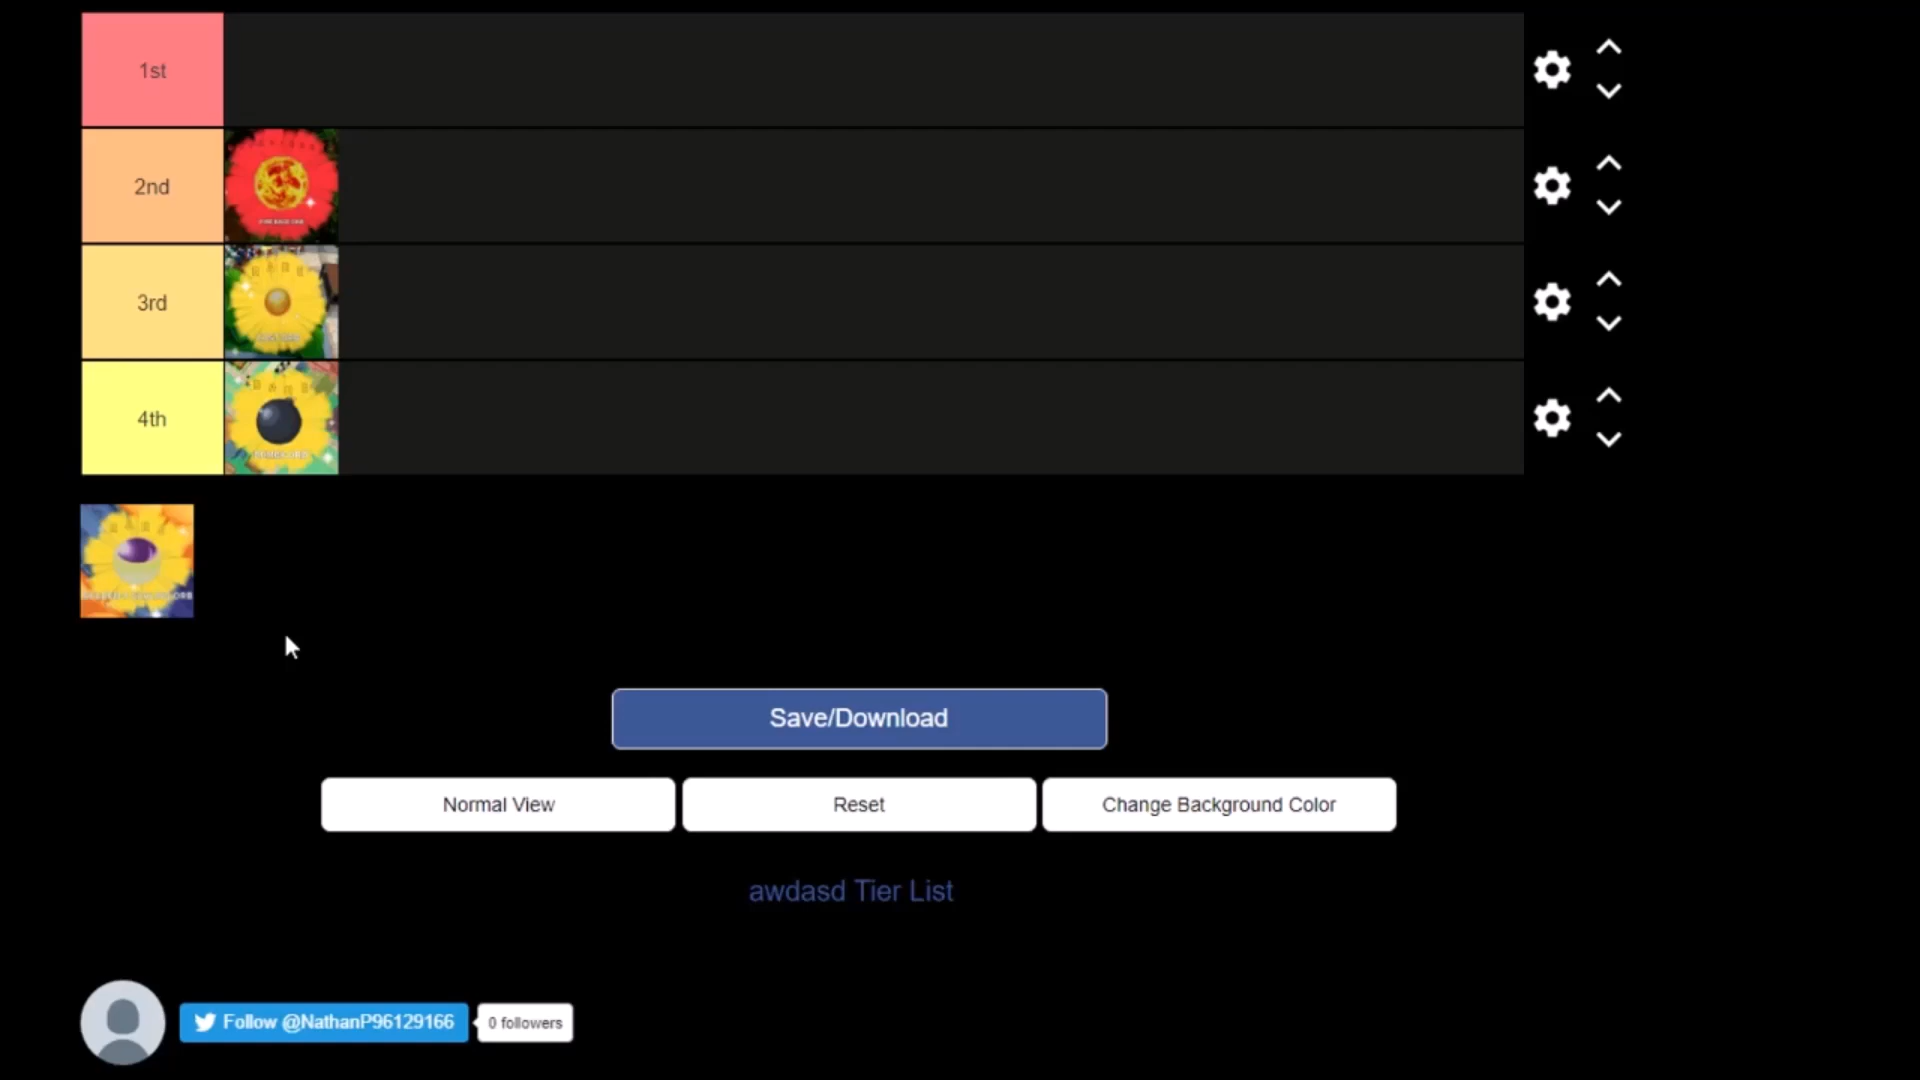 1st
2nd
3rd
R A R E
4th
R A R E
R A R E
Save/Download
Normal View
Reset
Change Background Color
awdasd Tier List
Follow @NathanP96129166
0 followers